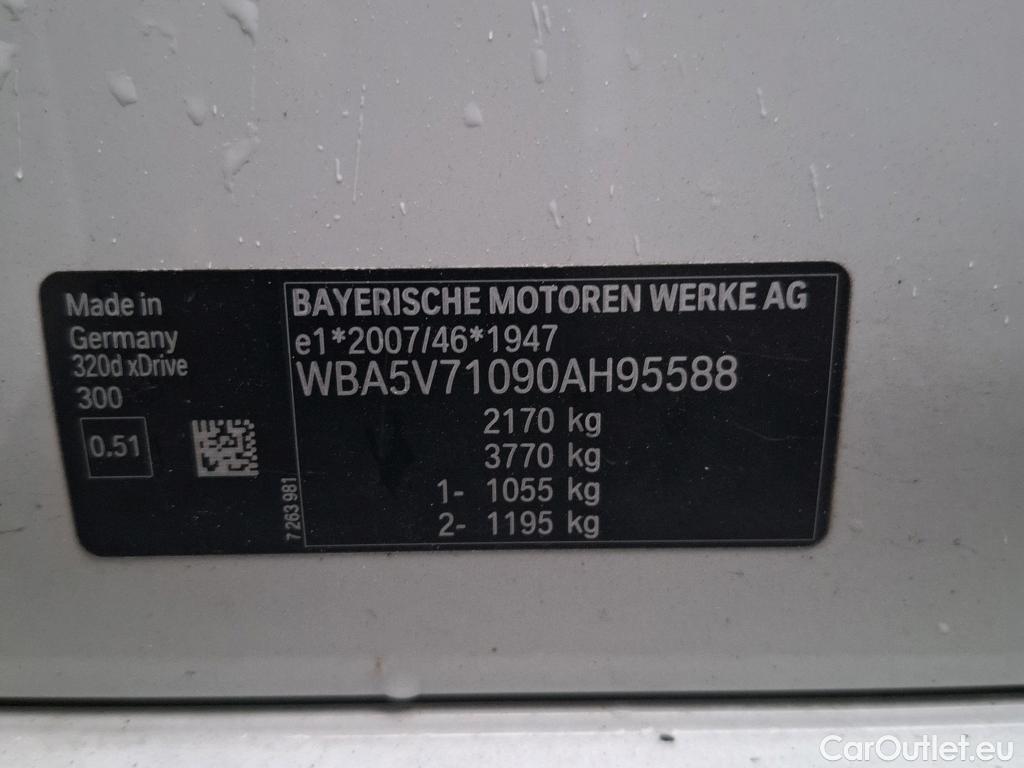 Made in
Germany
320d xDrive
300
0.51
7 263 981
BAYERISCHE MOTOREN WERKE AG
e1*2007/46*1947
WBA5V71090AH95588
2170 kg
3770 kg
1- 1055 kg
2- 1195 kg
CarOutlet.eu